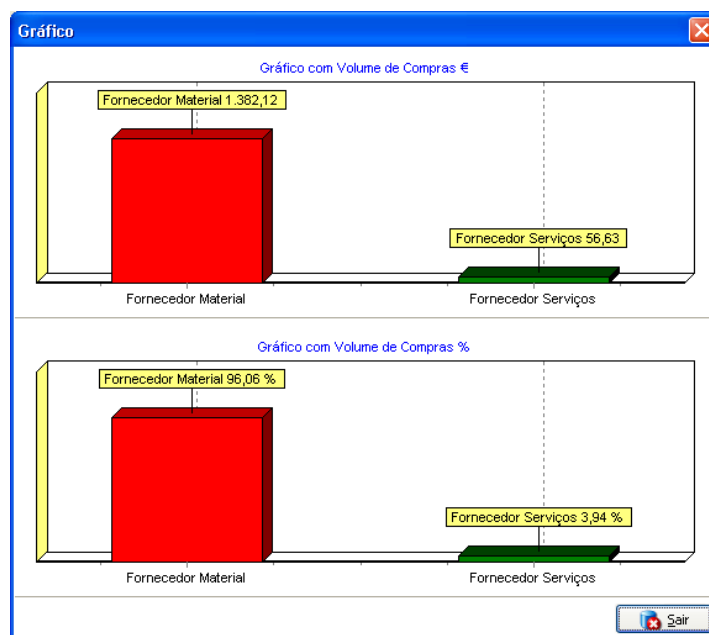 Gráfico
Gráfico com Volume de Compras €
Fornecedor Material 1.382,12
Fornecedor Serviços 56,63
Fornecedor Material
Fornecedor Serviços
Gráfico com Volume de Compras %
Fornecedor Material 96,06 %
Fornecedor Serviços 3,94 %
Fornecedor Material
Fornecedor Serviços
Sair